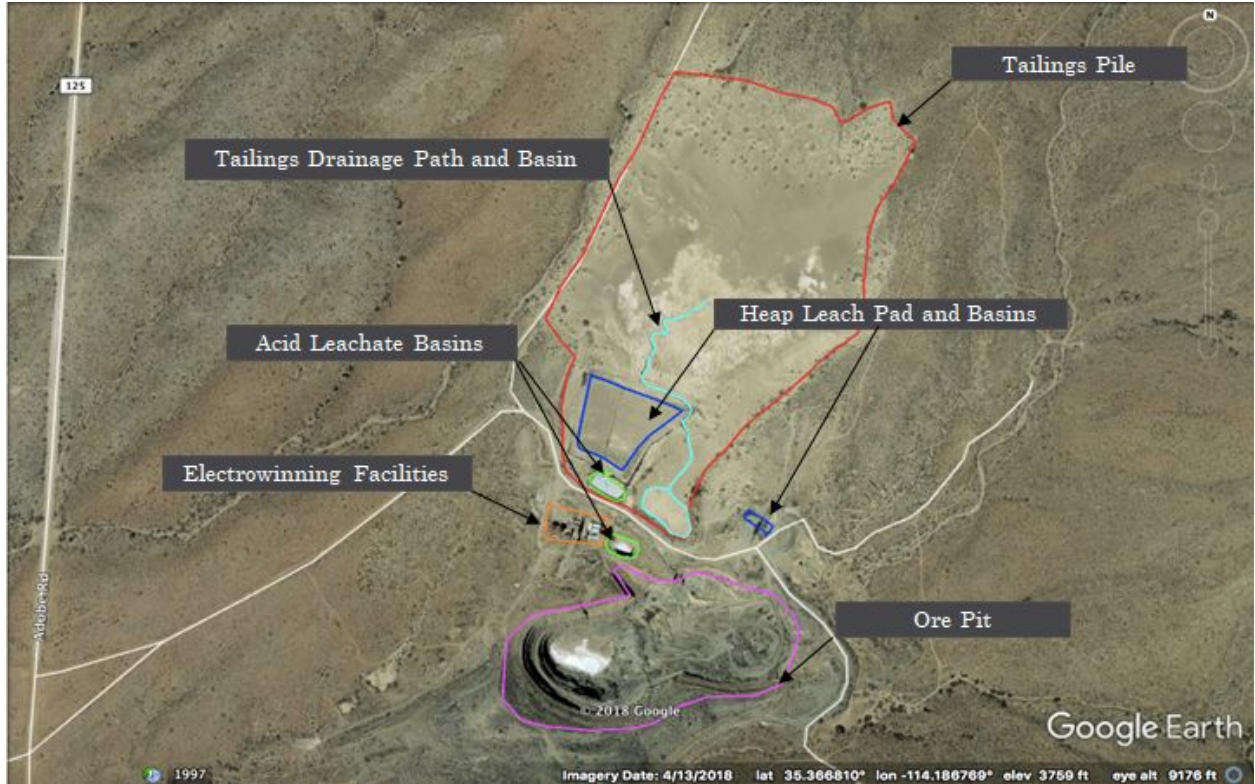 N
125
Tailings Pile
Tailings Drainage Path and Basin
Heap Leach Pad and Basins
Acid Leachate Basins
Electrowinning Facilities
Ore Pit
Adobe Rd
© 2018 Google
Google Earth
1997
Imagery Date: 4/13/2018 lat 35.366810° lon -114.186769° elev 3759 ft eye alt 9176 ft